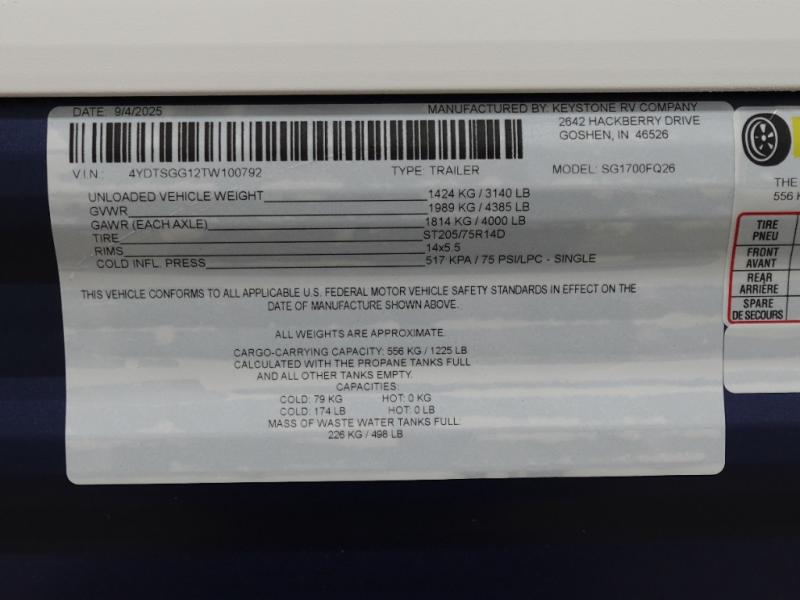 DATE: 9/4/2025 MANUFACTURED BY: KEYSTONE RV COMPANY
2642 HACKBERRY DRIVE
GOSHEN, IN 46526
V.I.N.: 4YDTSGG12TW100792 TYPE: TRAILER MODEL: SG1700FQ26
UNLOADED VEHICLE WEIGHT 1424 KG / 3140 LB
GVWR 1989 KG / 4385 LB
GAWR (EACH AXLE) 1814 KG / 4000 LB
TIRE ST205/75R14D
RIMS 14x5.5
COLD INFL. PRESS 517 KPA / 75 PSI/LPC - SINGLE
THIS VEHICLE CONFORMS TO ALL APPLICABLE U.S. FEDERAL MOTOR VEHICLE SAFETY STANDARDS IN EFFECT ON THE
DATE OF MANUFACTURE SHOWN ABOVE.
ALL WEIGHTS ARE APPROXIMATE.
CARGO-CARRYING CAPACITY: 556 KG / 1225 LB
CALCULATED WITH THE PROPANE TANKS FULL
AND ALL OTHER TANKS EMPTY.
CAPACITIES:
COLD: 79 KG HOT: 0 KG
COLD: 174 LB HOT: 0 LB
MASS OF WASTE WATER TANKS FULL:
226 KG / 498 LB
THE
556
TIRE
PNEU
FRONT
AVANT
REAR
ARRIÈRE
SPARE
DE SECOURS